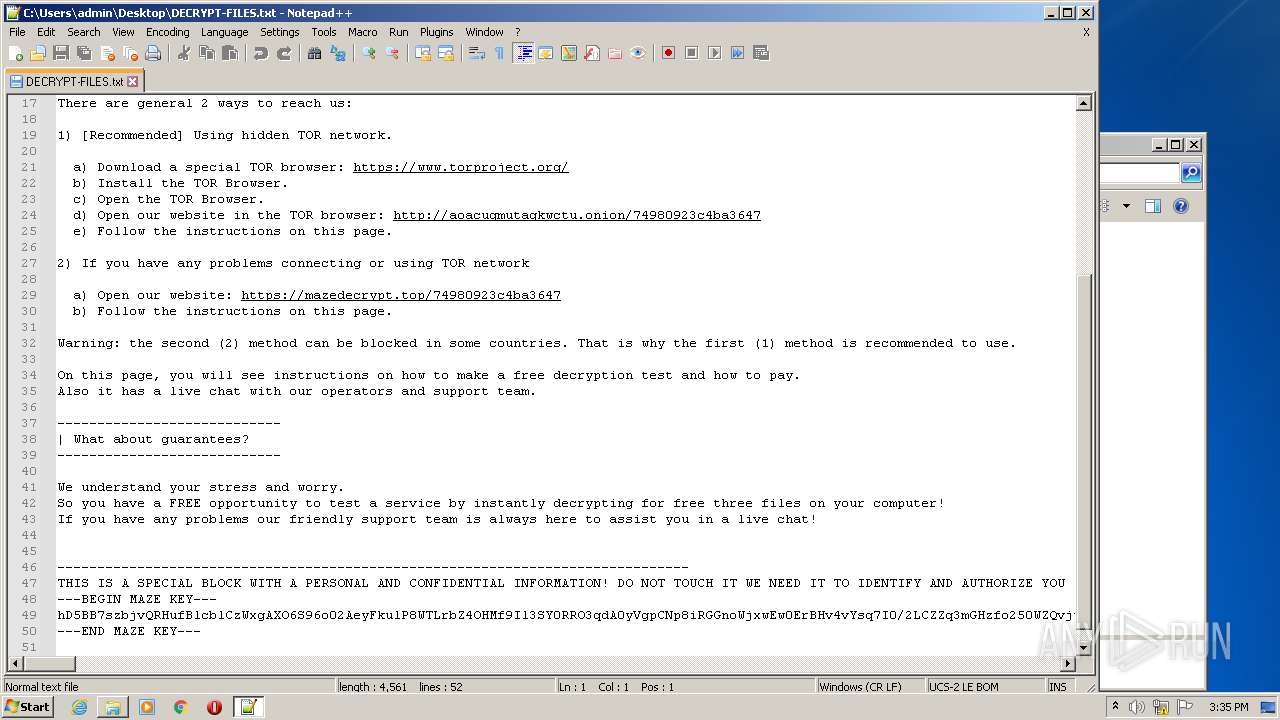 C:\Users\admin\Desktop\DECRYPT-FILES.txt - Notepad++
File Edit Search View Encoding Language Settings Tools Macro Run Plugins Window ? X
DECRYPT-FILES.txt
17 There are general 2 ways to reach us:
18
19 1) [Recommended] Using hidden TOR network.
20
21 a) Download a special TOR browser: https://www.torproject.org/
22 b) Install the TOR Browser.
23 c) Open the TOR Browser.
24 d) Open our website in the TOR browser: http://aoacugmutagkwctu.onion/74980923c4ba3647
25 e) Follow the instructions on this page.
26
27 2) If you have any problems connecting or using TOR network
28
29 a) Open our website: https://mazedecrypt.top/74980923c4ba3647
30 b) Follow the instructions on this page.
31
32 Warning: the second (2) method can be blocked in some countries. That is why the first (1) method is recommended to use.
33
34 On this page, you will see instructions on how to make a free decryption test and how to pay.
35 Also it has a live chat with our operators and support team.
36
37 ----------------------------
38 | What about guarantees?
39 ----------------------------
40
41 We understand your stress and worry.
42 So you have a FREE opportunity to test a service by instantly decrypting for free three files on your computer!
43 If you have any problems our friendly support team is always here to assist you in a live chat!
44
45
46 -------------------------------------------------------------------------------
47 THIS IS A SPECIAL BLOCK WITH A PERSONAL AND CONFIDENTIAL INFORMATION! DO NOT TOUCH IT WE NEED IT TO IDENTIFY AND AUTHORIZE YOU
48 ---BEGIN MAZE KEY---
49
50 ---END MAZE KEY---
51
Normal text file length : 4,561 lines : 52 Ln : 1 Col : 1 Pos : 1 Windows (CR LF) UCS-2 LE BOM INS
ANY RUN
Start 3:35 PM